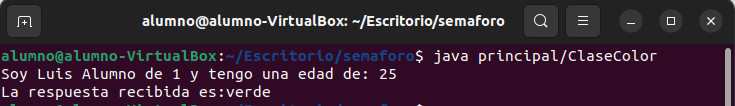 alumno@alumno-VirtualBox: ~/Escritorio/semaforo
alumno@alumno-VirtualBox:~/Escritorio/semaforo$ java principal/ClaseColor
Soy Luis Alumno de 1 y tengo una edad de: 25
La respuesta recibida es:verde